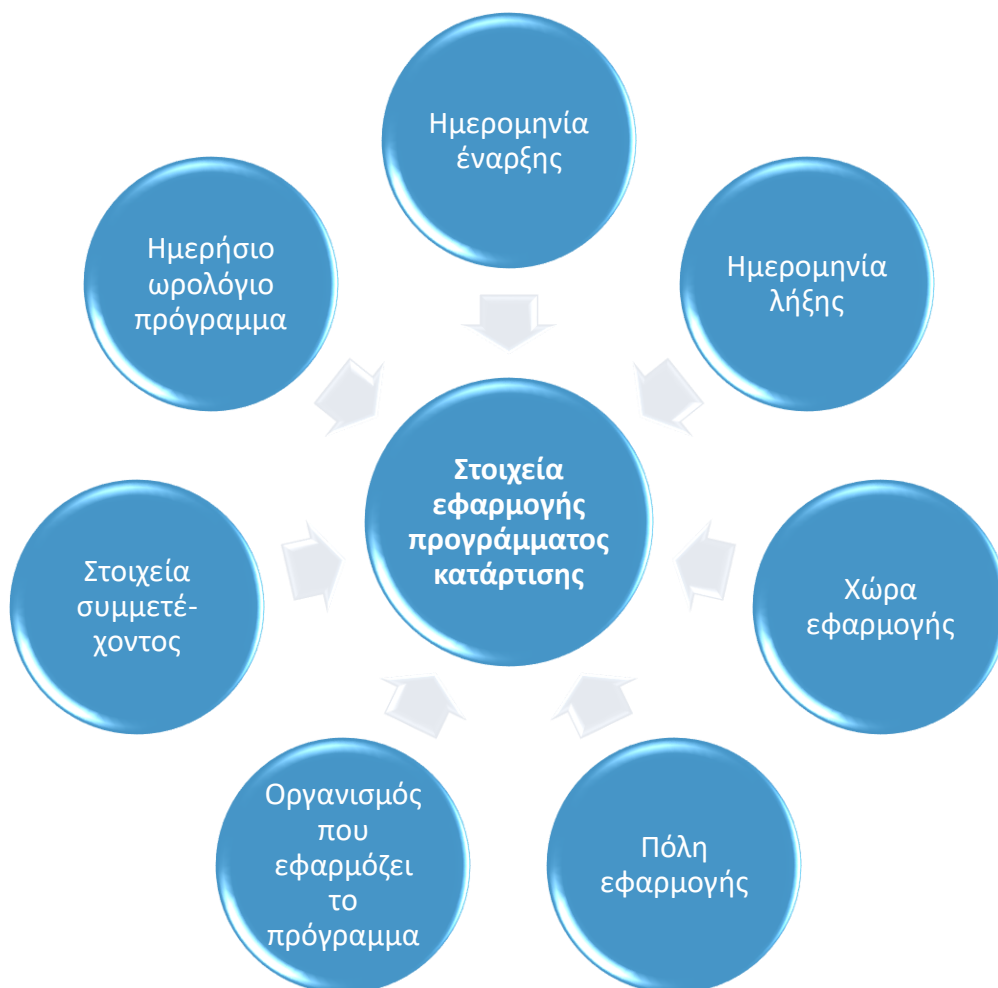 Ημερομηνία
έναρξης
Ημερομηνία
λήξης
Χώρα
εφαρμογής
Πόλη
εφαρμογής
Οργανισμός
που
εφαρμόζει
το
πρόγραμμα
Στοιχεία
συμμετέ-
χοντος
Ημερήσιο
ωρολόγιο
πρόγραμμα
Στοιχεία
εφαρμογής
προγράμματος
κατάρτισης